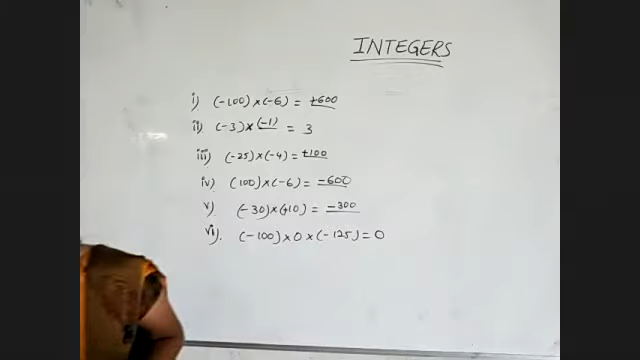 INTEGERS
i) (-100)×(-6) = +600
ii) (-3)×(-1) = 3
iii) (-25)×(-4) = +100
iv) (100)×(-6) = -600
v) (-30)×(+10) = -300
vi). (-100)×0×(-125) = 0